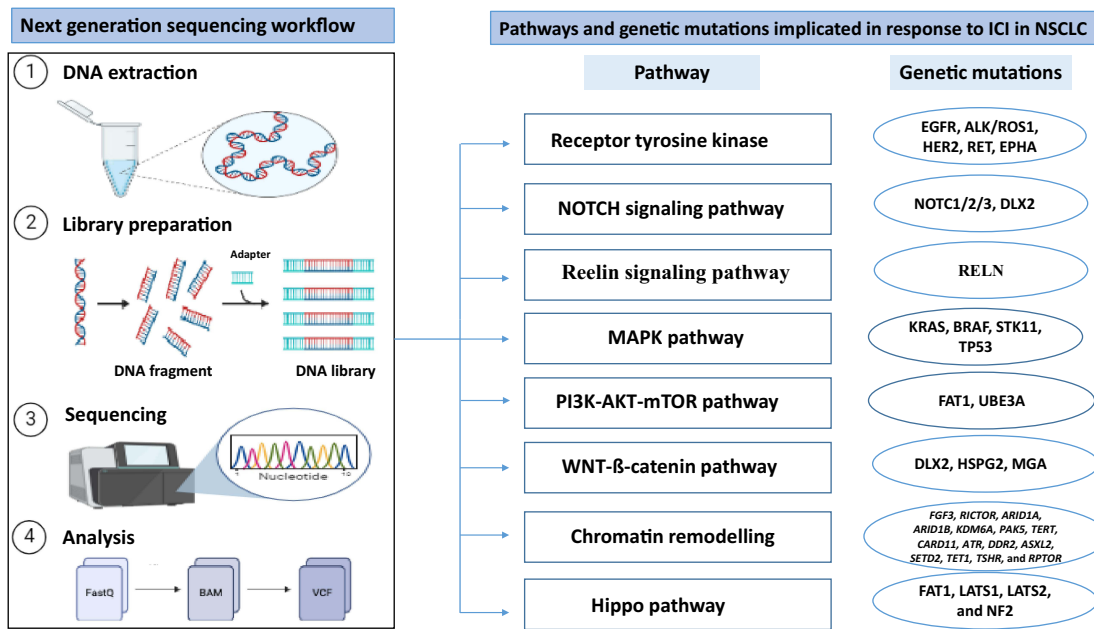 Next generation sequencing workflow
1 DNA extraction
2 Library preparation
Adapter
DNA fragment
DNA library
3 Sequencing
Nucleotide
4 Analysis
FastQ
BAM
VCF
Pathways and genetic mutations implicated in response to ICI in NSCLC
Pathway
Genetic mutations
Receptor tyrosine kinase
EGFR, ALK/ROS1,
HER2, RET, EPHA
NOTCH signaling pathway
NOTC1/2/3, DLX2
Reelin signaling pathway
RELN
MAPK pathway
KRAS, BRAF, STK11,
TP53
PI3K-AKT-mTOR pathway
FAT1, UBE3A
WNT-ß-catenin pathway
DLX2, HSPG2, MGA
Chromatin remodelling
FGF3, RICTOR, ARID1A,
ARID1B, KDM6A, PAK5, TERT,
CARD11, ATR, DDR2, ASXL2,
SETD2, TET1, TSHR, and RPTOR
Hippo pathway
FAT1, LATS1, LATS2,
and NF2